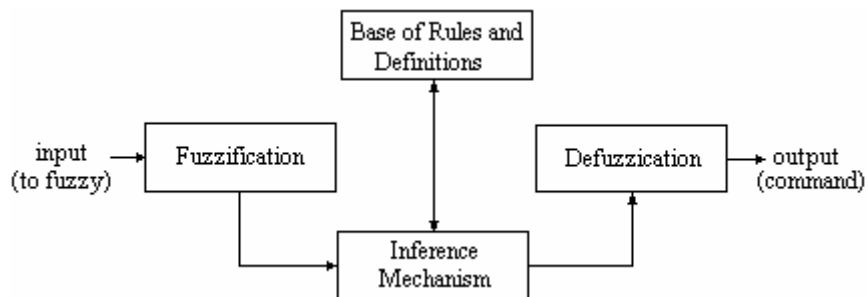 Base of Rules and
Definitions
input
(to fuzzy)
Fuzzification
Defuzzication
output
(command)
Inference
Mechanism